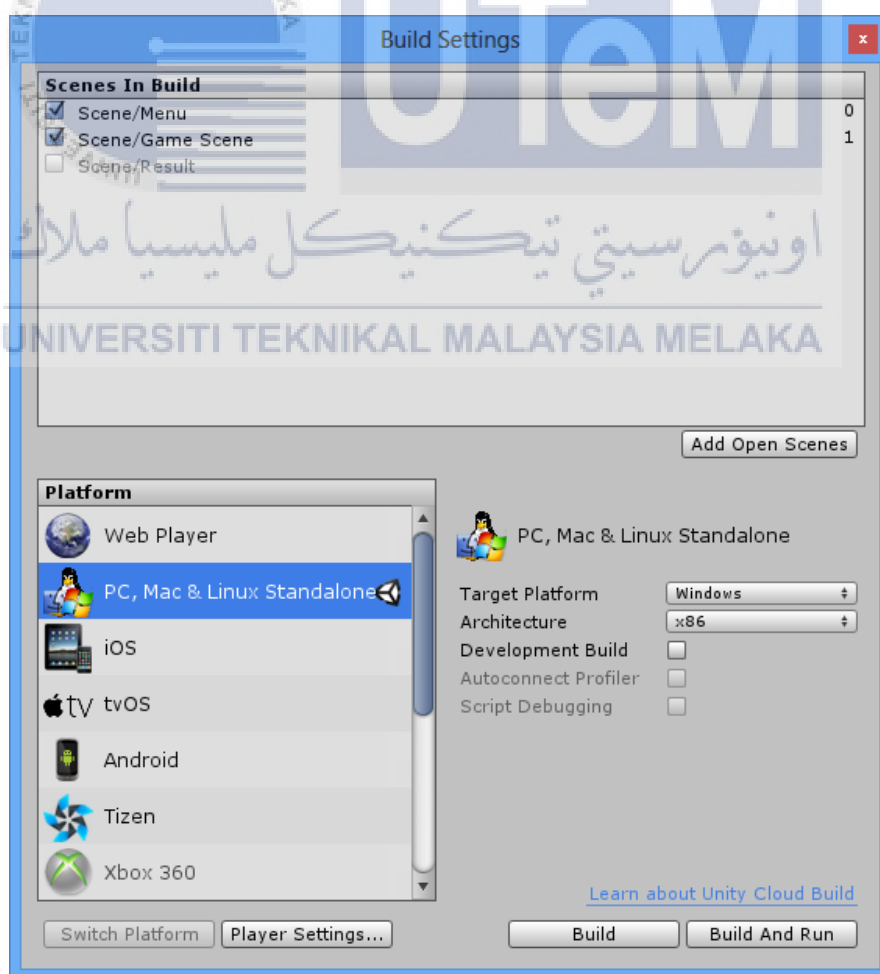 UTeM
Build Settings
x
Scenes In Build
Scene/Menu 0
Scene/Game Scene 1
Scene/Result
اونيۏرسيتي تيكنيكل مليسيا ملاك
UNIVERSITI TEKNIKAL MALAYSIA MELAKA
Add Open Scenes
Platform
Web Player
PC, Mac & Linux Standalone
iOS
tv tvOS
Android
Tizen
Xbox 360
PC, Mac & Linux Standalone
Target Platform Windows
Architecture x86
Development Build
Autoconnect Profiler
Script Debugging
Learn about Unity Cloud Build
Switch Platform Player Settings... Build Build And Run